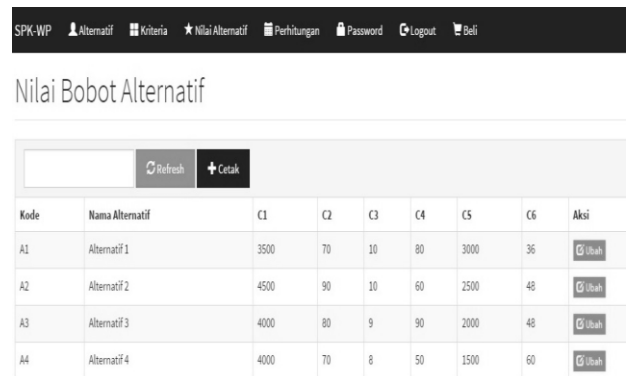 SPK-WP Alternatif Kriteria Nilai Alternatif Perhitungan Password Logout Beli
Nilai Bobot Alternatif
Refresh Cetak
Kode Nama Alternatif C1 C2 C3 C4 C5 C6 Aksi
A1 Alternatif 1 3500 70 10 80 3000 36 Ubah
A2 Alternatif 2 4500 90 10 60 2500 48 Ubah
A3 Alternatif 3 4000 80 9 90 2000 48 Ubah
A4 Alternatif 4 4000 70 8 50 1500 60 Ubah